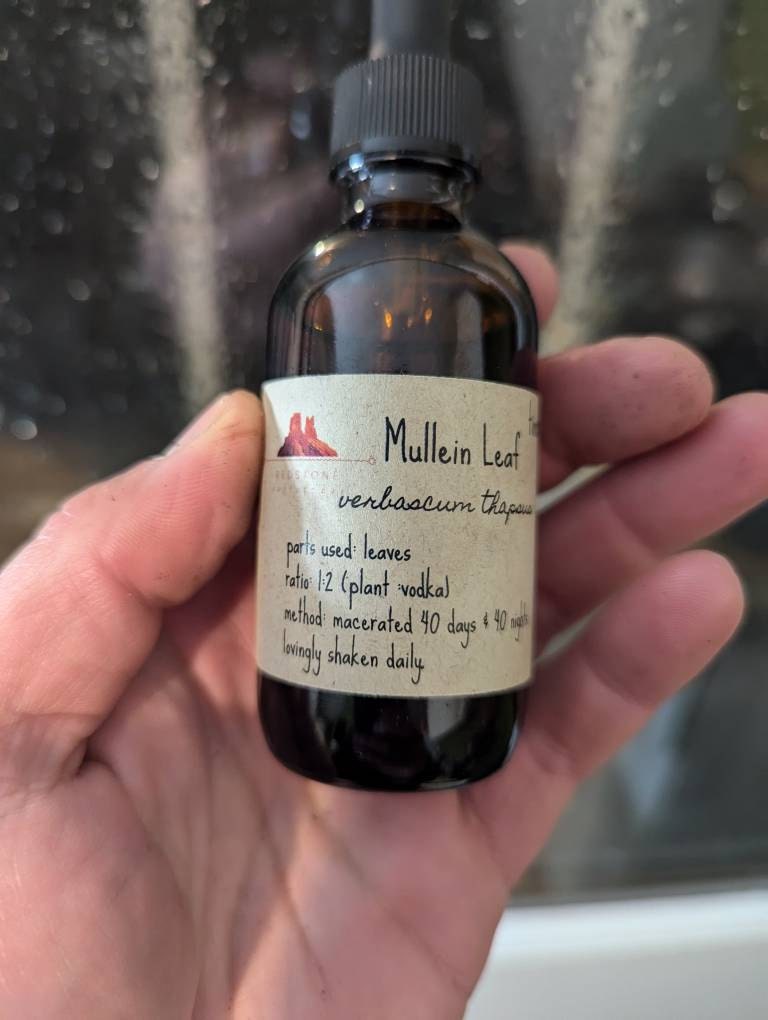 Mullein Leaf
REDSTONE
verbascum thapsus
parts used: leaves
ratio: 1:2 (plant :vodka)
method: macerated 40 days & 40 nights
lovingly shaken daily